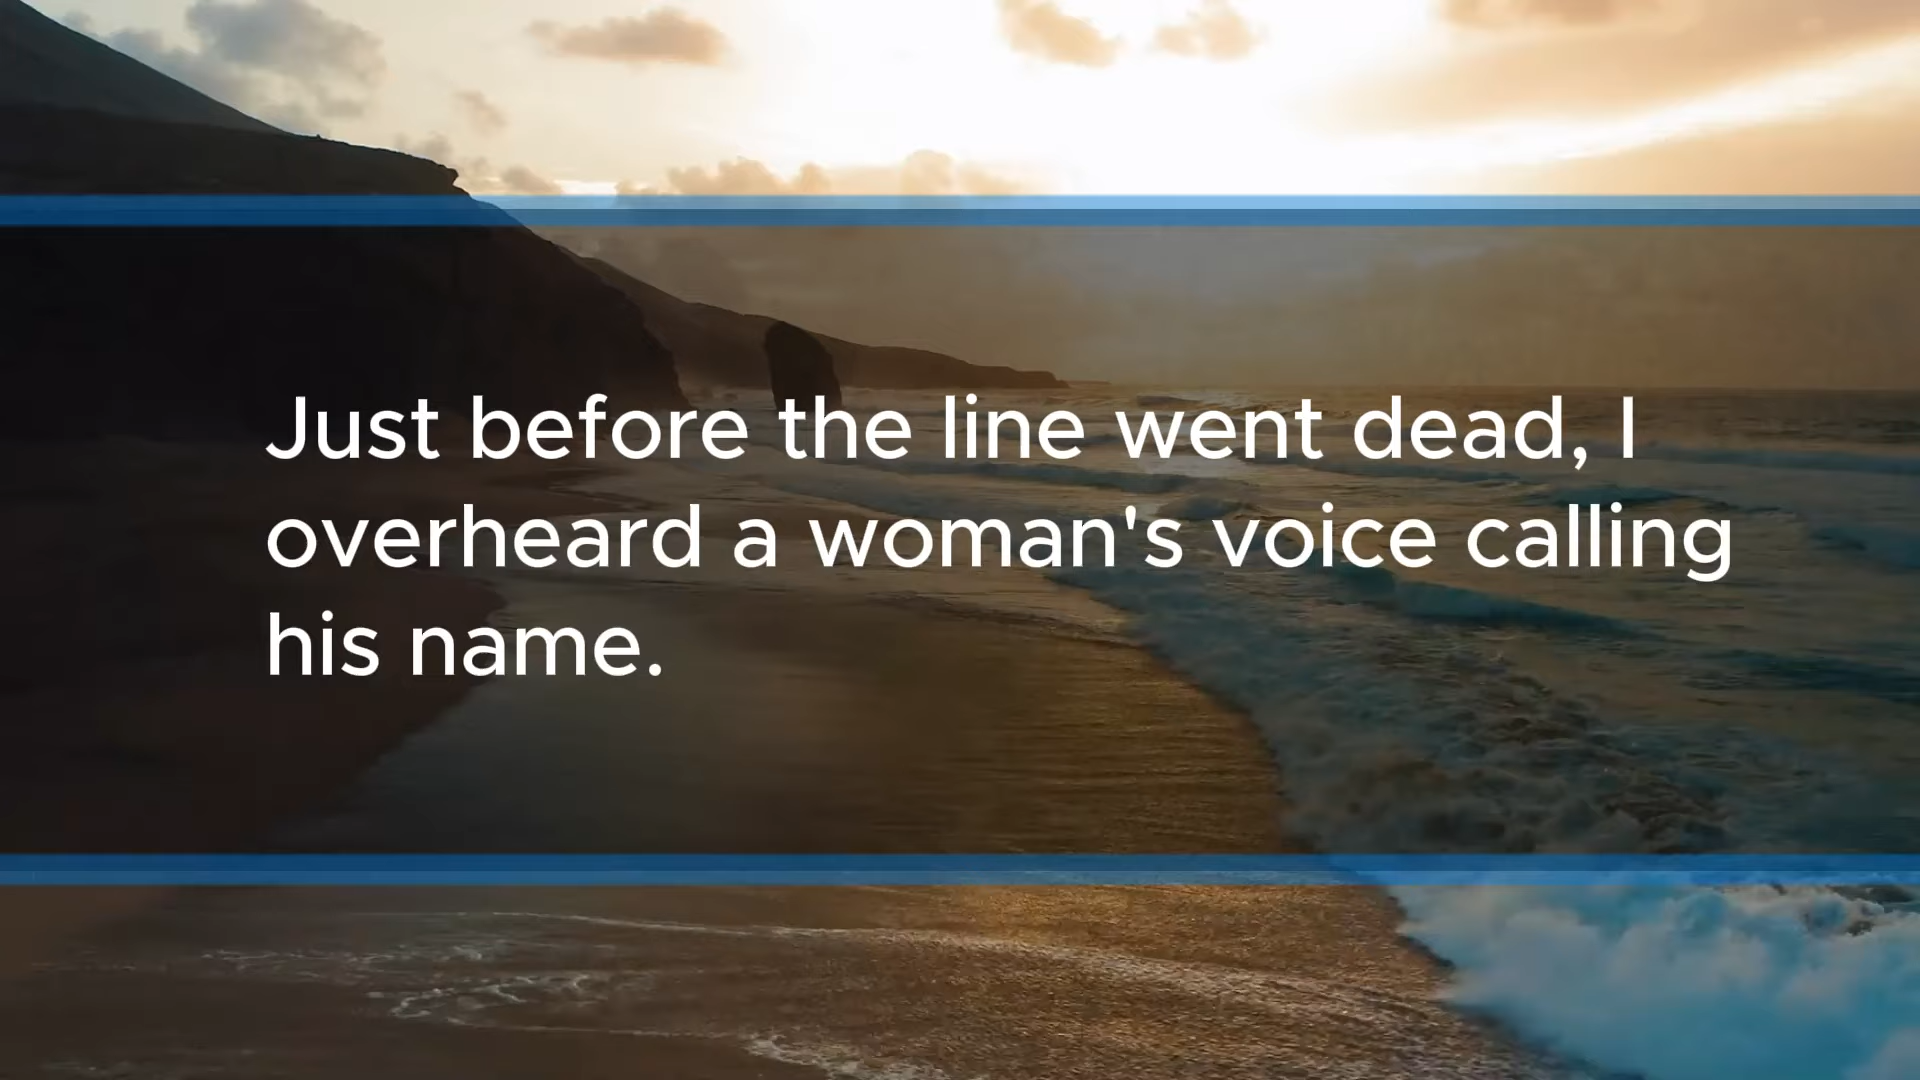 Just before the line went dead, I
overheard a woman's voice calling
his name.